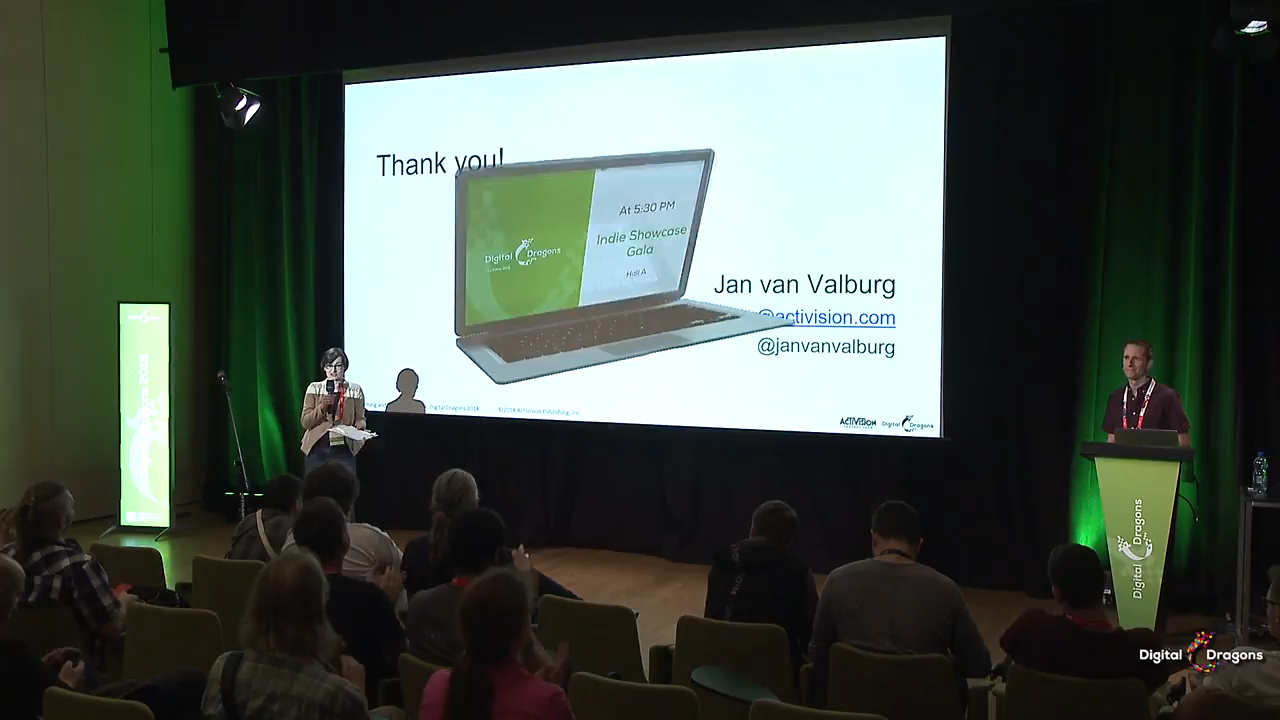 Thank you!
At 5:30 PM
Indie Showcase
Gala
Hall A
Digital Dragons
Jan van Valburg
@activision.com
@janvanvalburg
Digital Dragons 2018
©2018 Activision Publishing, Inc.
ACTIVISION
Digital Dragons
2018
Digital Dragons
Digital Dragons